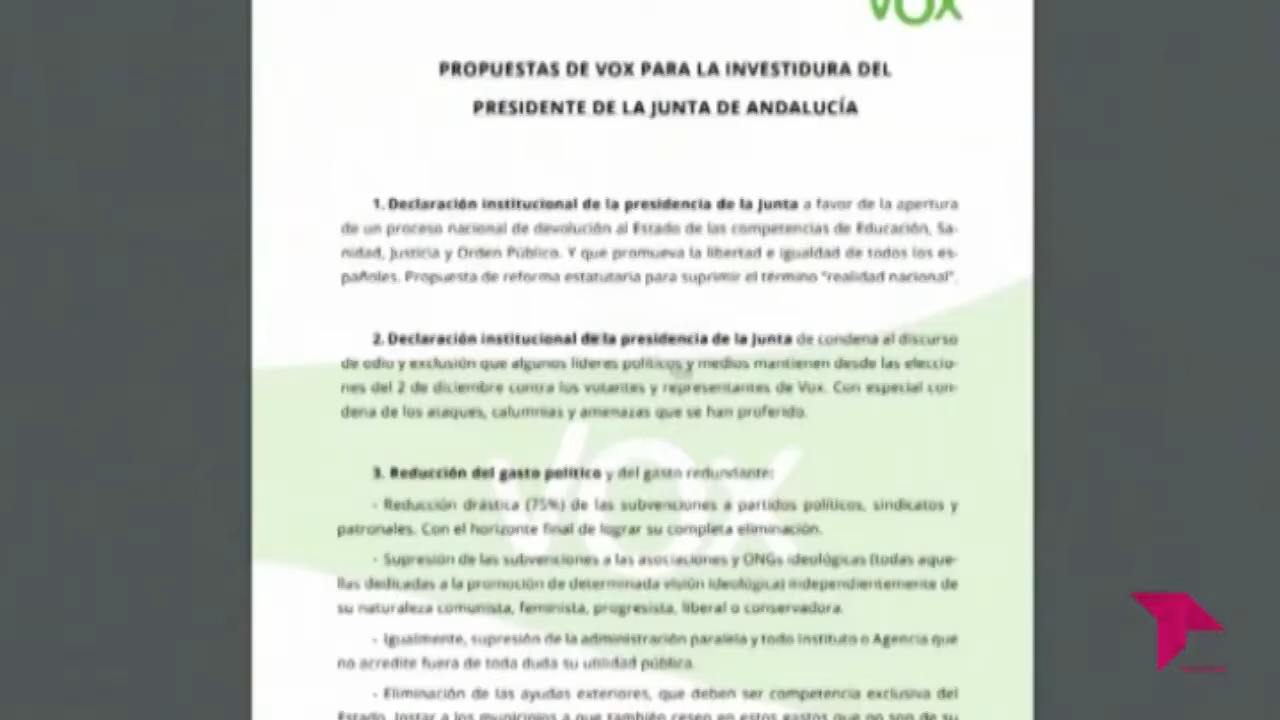 VOX
PROPUESTAS DE VOX PARA LA INVESTIDURA DEL
PRESIDENTE DE LA JUNTA DE ANDALUCÍA
1. Declaración institucional de la presidencia de la Junta a favor de la apertura
de un proceso nacional de devolución al Estado de las competencias de Educación, Sa-
nidad, Justicia y Orden Público. Y que promueva la libertad e igualdad de todos los es-
pañoles. Propuesta de reforma estatutaria para suprimir el término "realidad nacional".
2. Declaración institucional de la presidencia de la Junta de condena al discurso
de odio y exclusión que algunos líderes políticos y medios mantienen desde las eleccio-
nes del 2 de diciembre contra los votantes y representantes de Vox. Con especial con-
dena de los ataques, calumnias y amenazas que se han proferido.
3. Reducción del gasto político y del gasto redundante:
- Reducción drástica (75%) de las subvenciones a partidos políticos, sindicatos y
patronales. Con el horizonte final de lograr su completa eliminación.
- Supresión de las subvenciones a las asociaciones y ONGs ideológicas (todas aque-
llas dedicadas a la promoción de determinada visión ideológica) independientemente de
su naturaleza comunista, feminista, progresista, liberal o conservadora.
- Igualmente, supresión de la administración paralela y todo Instituto o Agencia que
no acredite fuera de toda duda su utilidad pública.
- Eliminación de las ayudas exteriores, que deben ser competencia exclusiva del
Estado. Instar a los municipios a que también cesen en estos gastos que no son de su